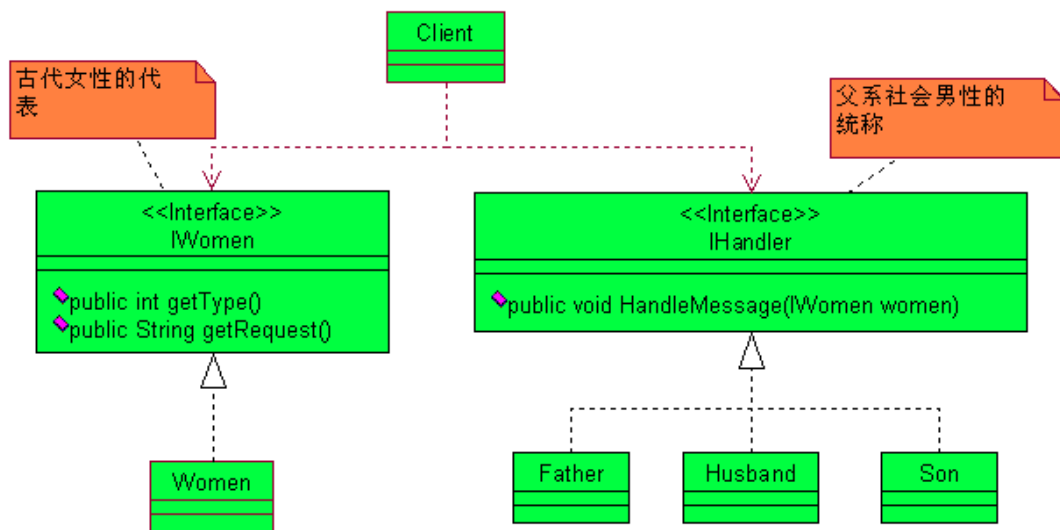 Client
古代女性的代
表
父系社会男性的
统称
<<Interface>>
IWomen
public int getType()
public String getRequest()
<<Interface>>
IHandler
public void HandleMessage(IWomen women)
Women
Father
Husband
Son